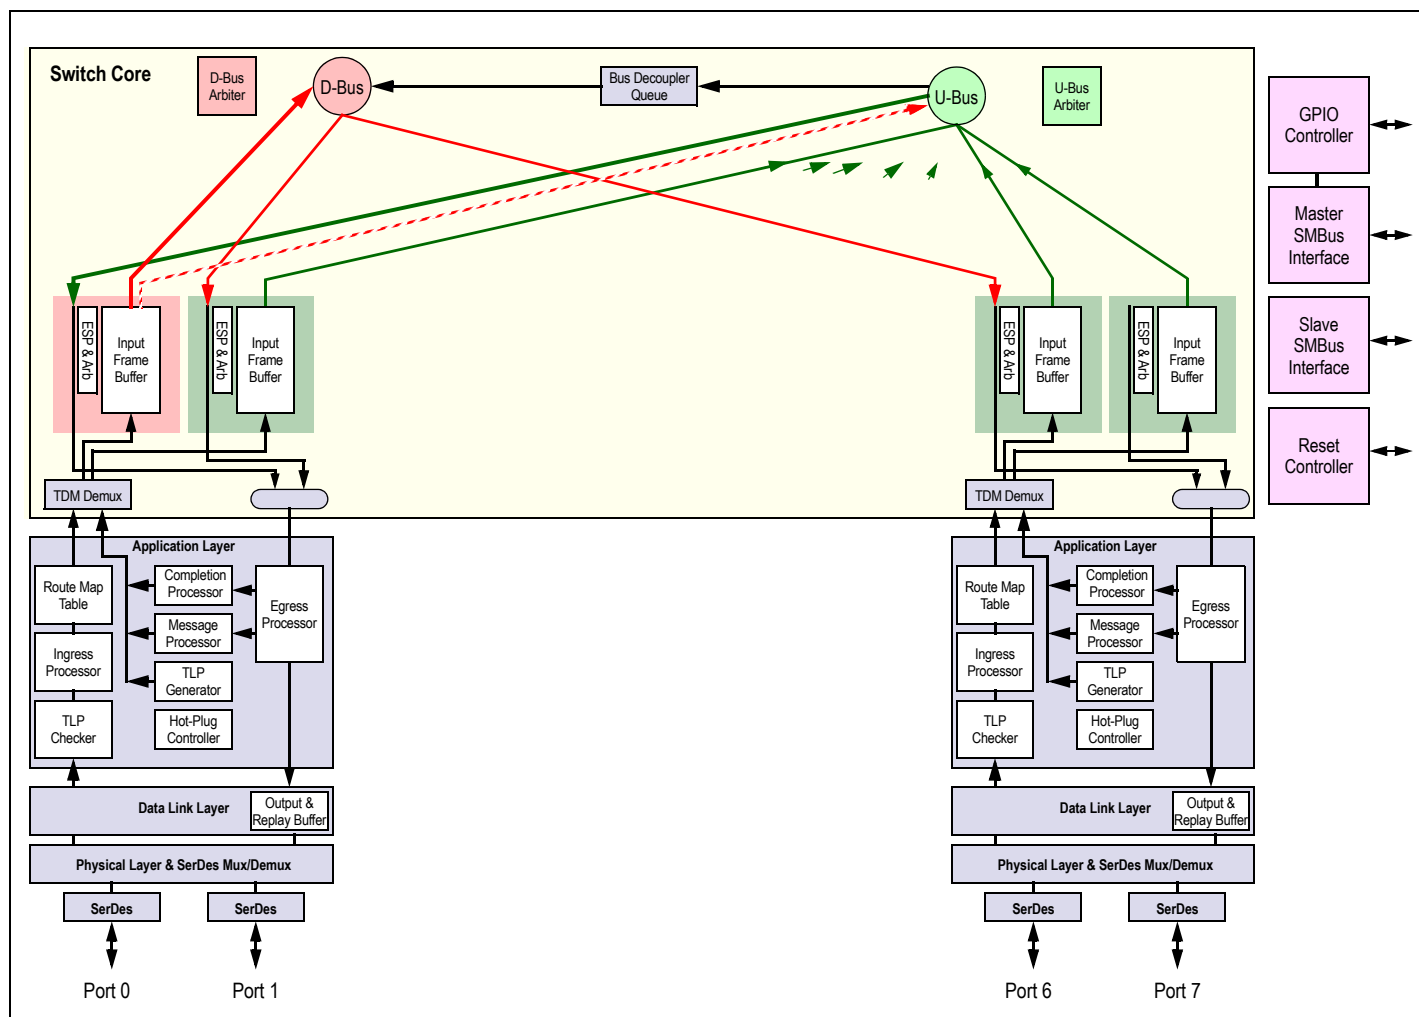 Switch Core
D-Bus
Arbiter
D-Bus
Bus Decoupler
Queue
U-Bus
U-Bus
Arbiter
GPIO
Controller
Master
SMBus
Interface
Slave
SMBus
Interface
Reset
Controller
ESP & Arb
Input
Frame
Buffer
ESP & Arb
Input
Frame
Buffer
ESP & Arb
Input
Frame
Buffer
ESP & Arb
Input
Frame
Buffer
TDM Demux
TDM Demux
Application Layer
Route Map
Table
Ingress
Processor
TLP
Checker
Completion
Processor
Message
Processor
TLP
Generator
Hot-Plug
Controller
Egress
Processor
Data Link Layer
Output &
Replay Buffer
Physical Layer & SerDes Mux/Demux
SerDes
SerDes
Port 0
Port 1
Application Layer
Route Map
Table
Ingress
Processor
TLP
Checker
Completion
Processor
Message
Processor
TLP
Generator
Hot-Plug
Controller
Egress
Processor
Data Link Layer
Output &
Replay Buffer
Physical Layer & SerDes Mux/Demux
SerDes
SerDes
Port 6
Port 7